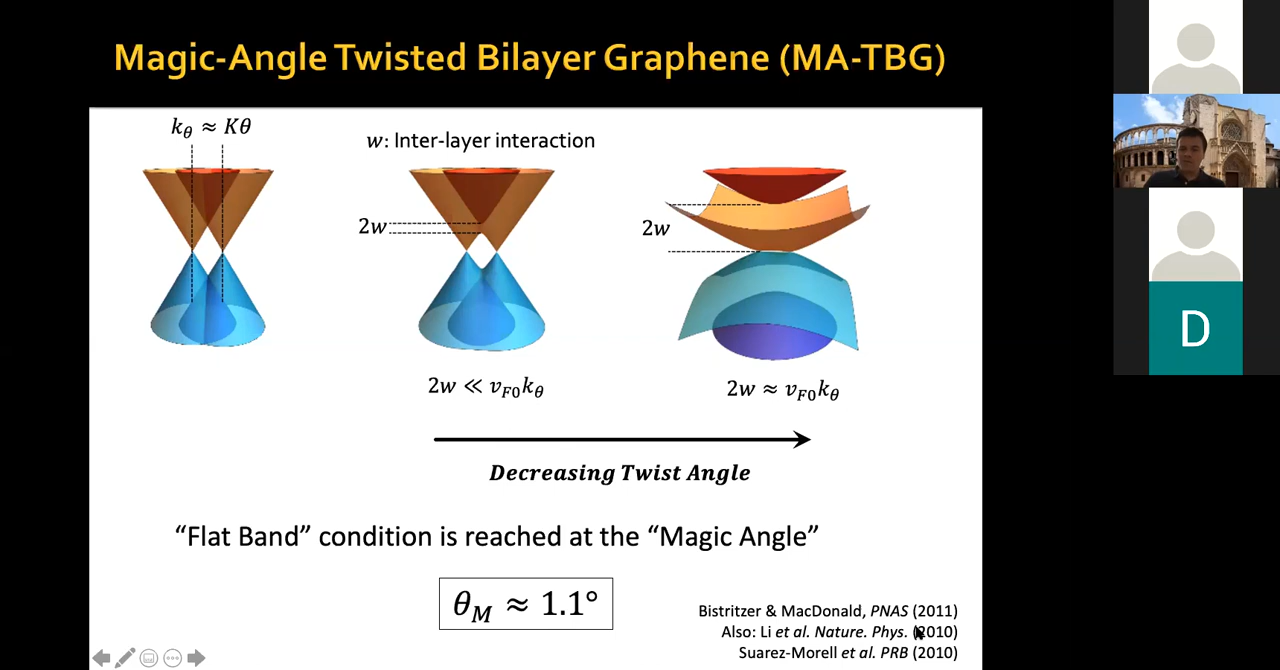 Magic-Angle Twisted Bilayer Graphene (MA-TBG)
k_θ ≈ Kθ
w: Inter-layer interaction
2w
2w
2w ≪ v_F0 k_θ
2w ≈ v_F0 k_θ
Decreasing Twist Angle
“Flat Band” condition is reached at the “Magic Angle”
θ_M ≈ 1.1°
Bistritzer & MacDonald, PNAS (2011)
Also: Li et al. Nature. Phys. (2010)
Suarez-Morell et al. PRB (2010)
D